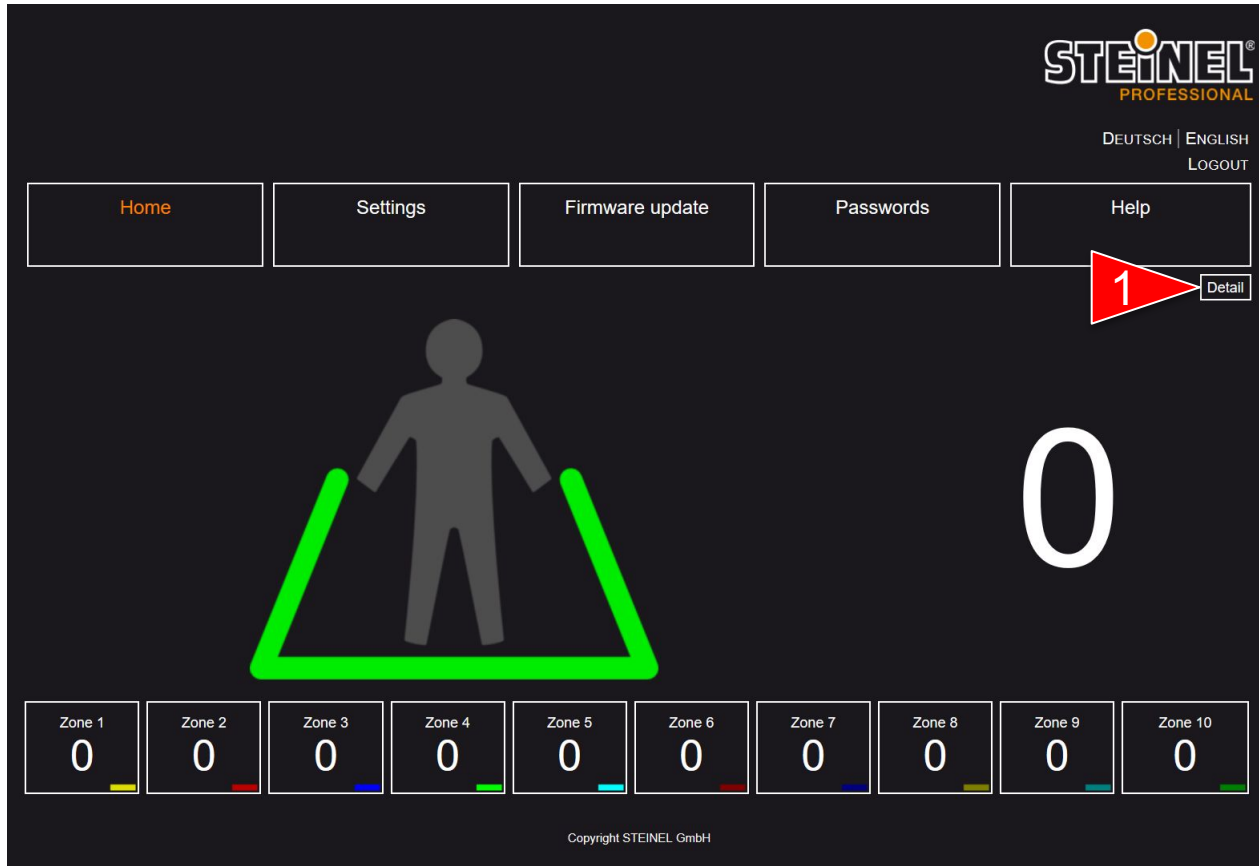 STEINEL®
PROFESSIONAL
DEUTSCH | ENGLISH
LOGOUT
Home Settings Firmware update Passwords Help
1 Detail
0
Zone 1 Zone 2 Zone 3 Zone 4 Zone 5 Zone 6 Zone 7 Zone 8 Zone 9 Zone 10
0 0 0 0 0 0 0 0 0 0
Copyright STEINEL GmbH